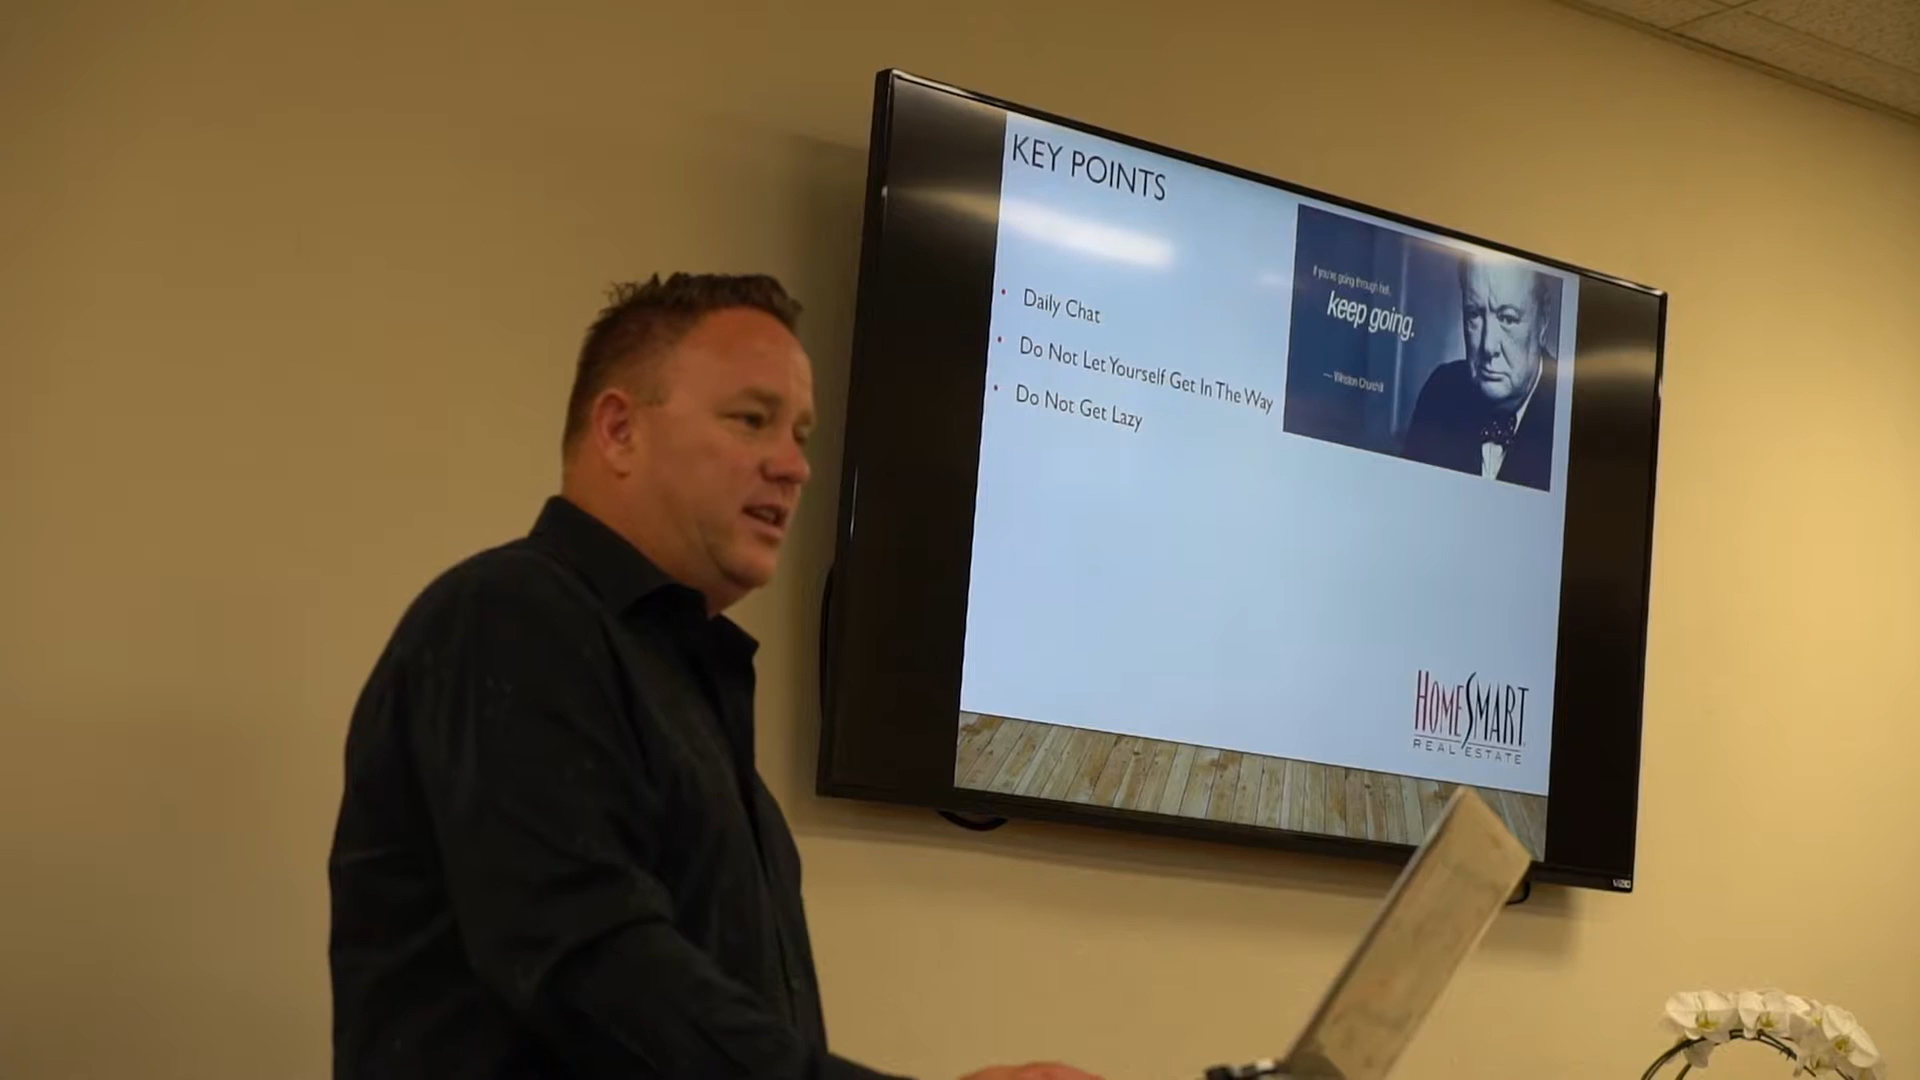 KEY POINTS
• Daily Chat
• Do Not Let Yourself Get In The Way
• Do Not Get Lazy
If you're going through hell,
keep going.
— Winston Churchill
HOMESMART
REAL ESTATE
VIZIO